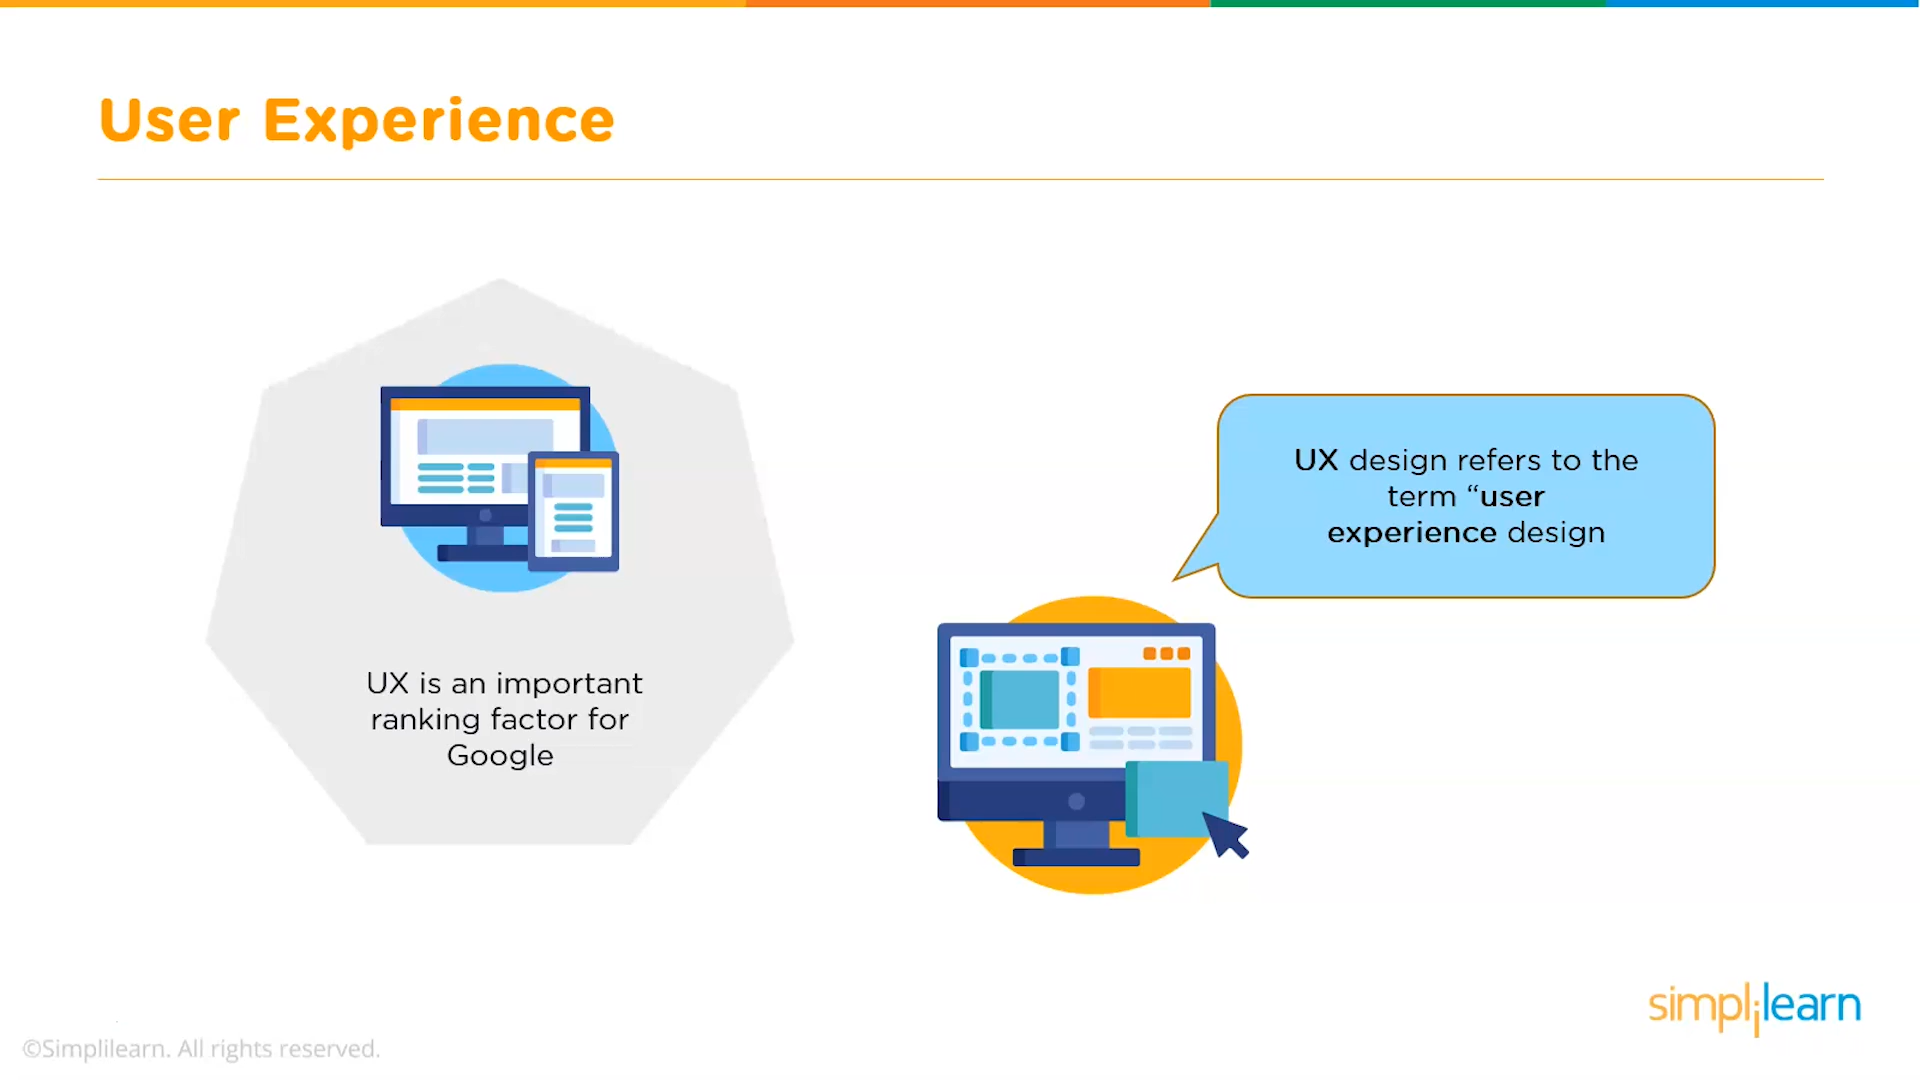 User Experience
UX is an important
ranking factor for
Google
UX design refers to the
term “user
experience design
simplilearn
©Simplilearn. All rights reserved.